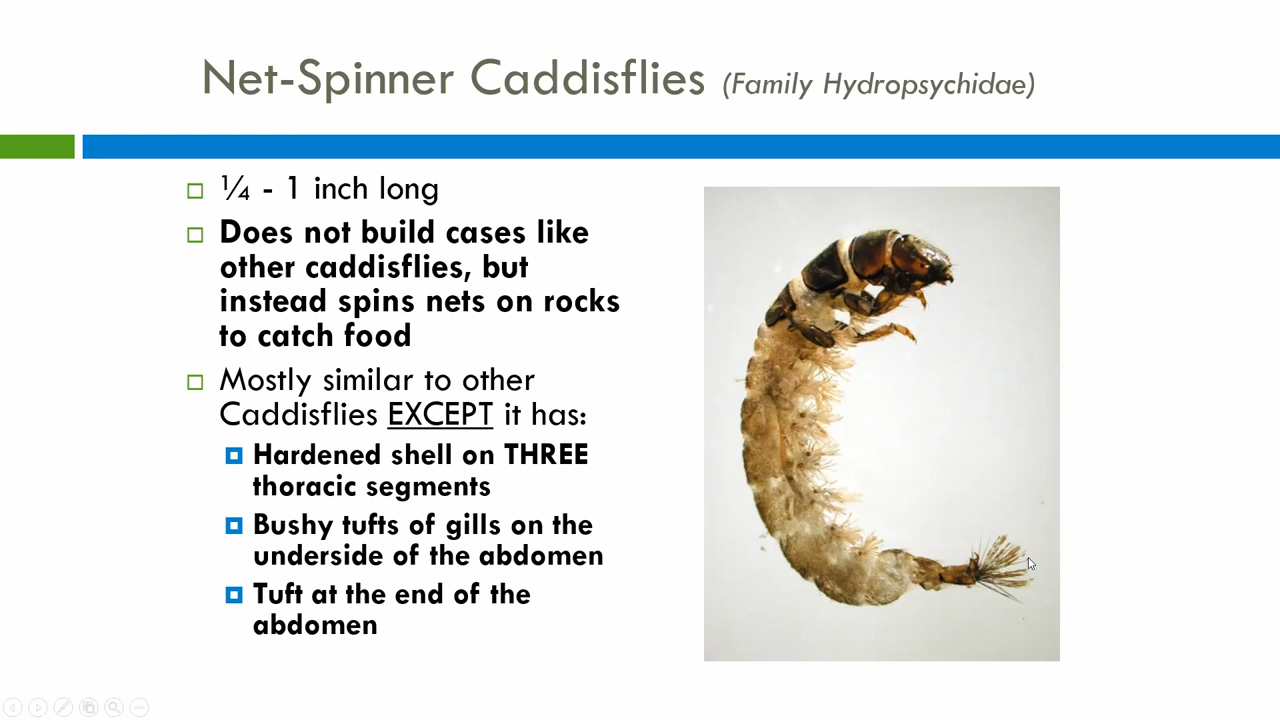 Net-Spinner Caddisflies (Family Hydropsychidae)
¼ - 1 inch long
Does not build cases like
other caddisflies, but
instead spins nets on rocks
to catch food
Mostly similar to other
Caddisflies EXCEPT it has:
Hardened shell on THREE
thoracic segments
Bushy tufts of gills on the
underside of the abdomen
Tuft at the end of the
abdomen